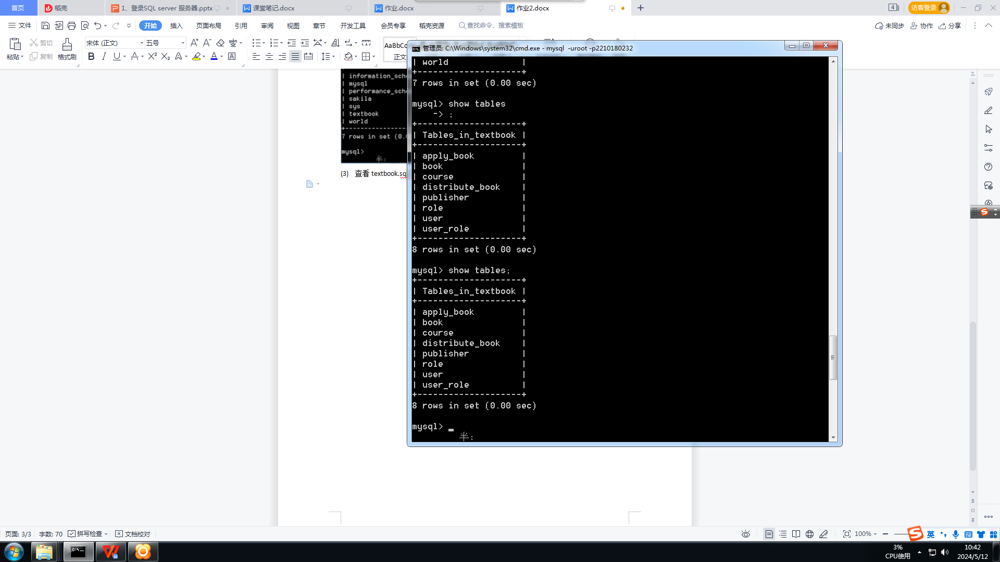 首页 稻壳 1、登录SQL server 服务器.pptx 课堂笔记.docx 作业.docx 作业2.docx 4 访客登录
文件 开始 插入 页面布局 引用 审阅 视图 章节 开发工具 会员专享 稻壳资源 查找命令、搜索模板 未同步 协作 分享
粘贴 剪切 复制 格式刷 宋体 (正文) 五号 AaBbCc 正文
information_sche
mysql
performance_sche
sakila
sys
textbook
world
7 rows in set (0.
mysql>
半:
(3) 查看 textbook.sq
管理员: C:\Windows\system32\cmd.exe - mysql -uroot -p2210180232
| world |
+--------------------+
7 rows in set (0.00 sec)
mysql> show tables
-> ;
+--------------------+
| Tables_in_textbook |
+--------------------+
| apply_book |
| book |
| course |
| distribute_book |
| publisher |
| role |
| user |
| user_role |
+--------------------+
8 rows in set (0.00 sec)
mysql> show tables;
+--------------------+
| Tables_in_textbook |
+--------------------+
| apply_book |
| book |
| course |
| distribute_book |
| publisher |
| role |
| user |
| user_role |
+--------------------+
8 rows in set (0.00 sec)
mysql> _
半:
页面: 3/3 字数: 70 拼写检查 文档校对 100% 英
3%
CPU使用
10:42
2024/5/12